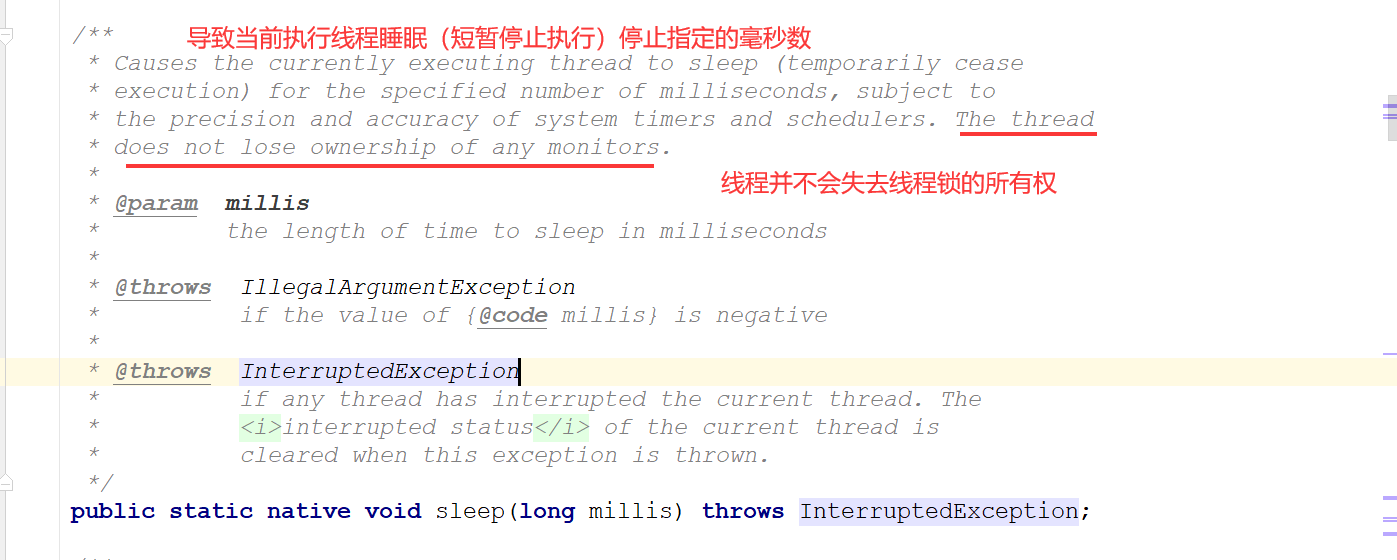 /**
导致当前执行线程睡眠（短暂停止执行）停止指定的毫秒数
* Causes the currently executing thread to sleep (temporarily cease
* execution) for the specified number of milliseconds, subject to
* the precision and accuracy of system timers and schedulers. The thread
* does not lose ownership of any monitors.
*
线程并不会失去线程锁的所有权
* @param millis
* the length of time to sleep in milliseconds
*
* @throws IllegalArgumentException
* if the value of {@code millis} is negative
*
* @throws InterruptedException
* if any thread has interrupted the current thread. The
* <i>interrupted status</i> of the current thread is
* cleared when this exception is thrown.
*/
public static native void sleep(long millis) throws InterruptedException;